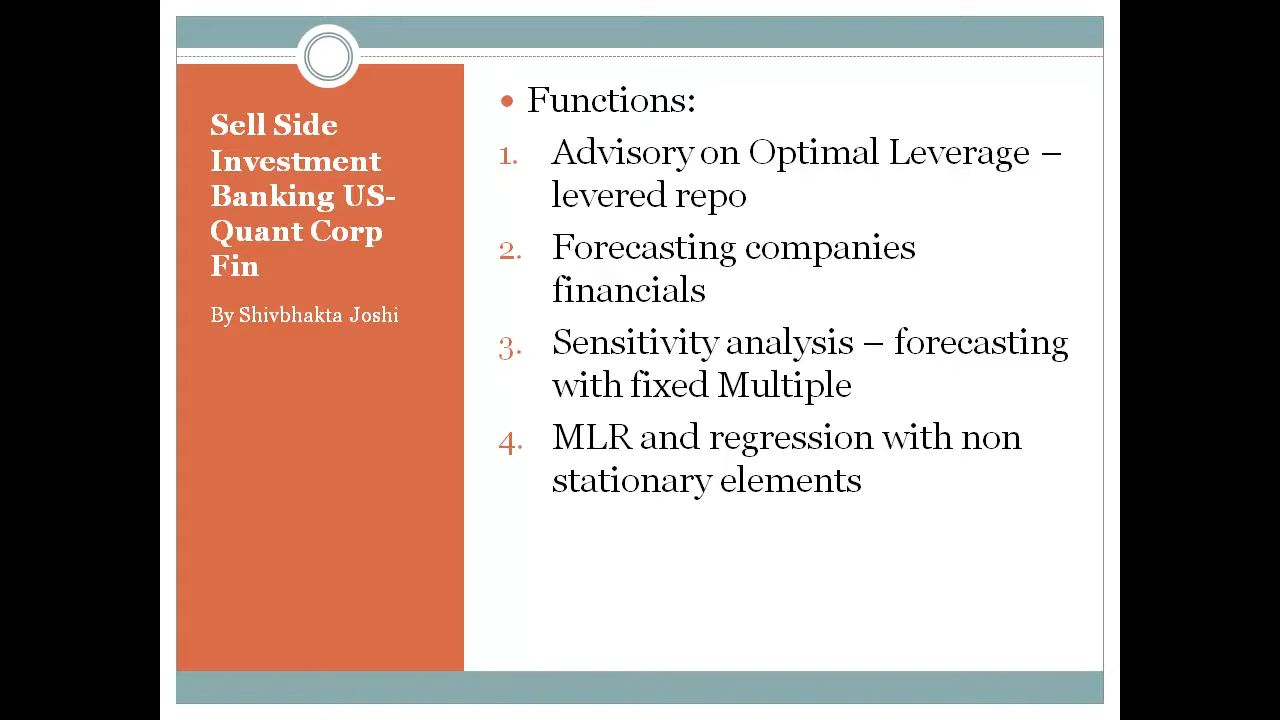 Sell Side
Investment
Banking US-
Quant Corp
Fin
By Shivbhakta Joshi
• Functions:
1. Advisory on Optimal Leverage –
levered repo
2. Forecasting companies
financials
3. Sensitivity analysis – forecasting
with fixed Multiple
4. MLR and regression with non
stationary elements